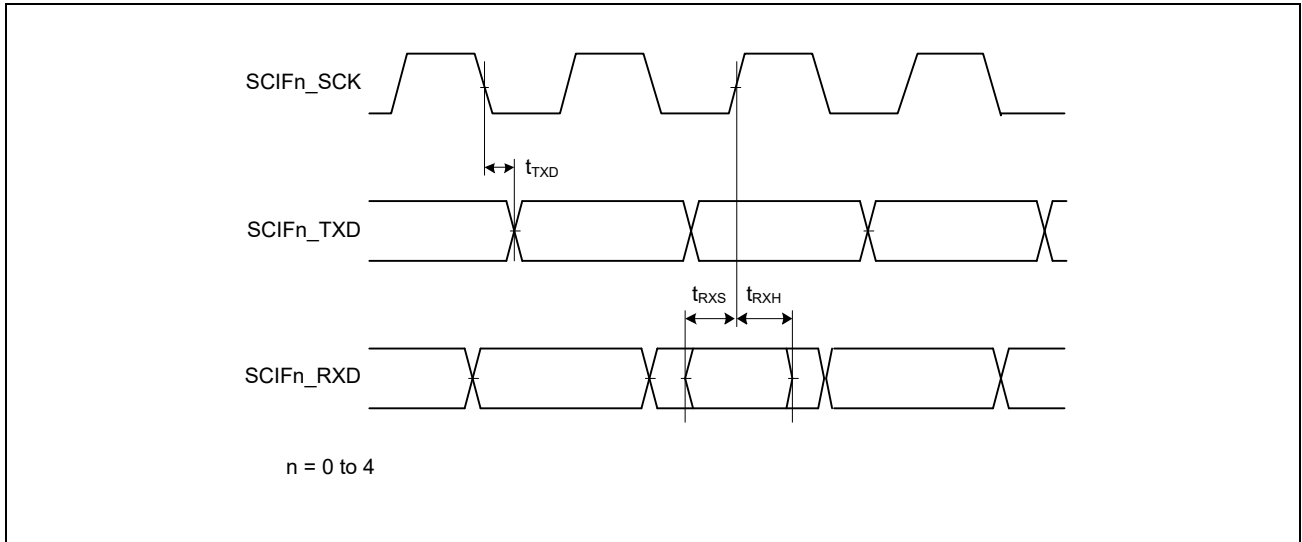 SCIFn_SCK
tTXD
SCIFn_TXD
tRXS tRXH
SCIFn_RXD
n = 0 to 4